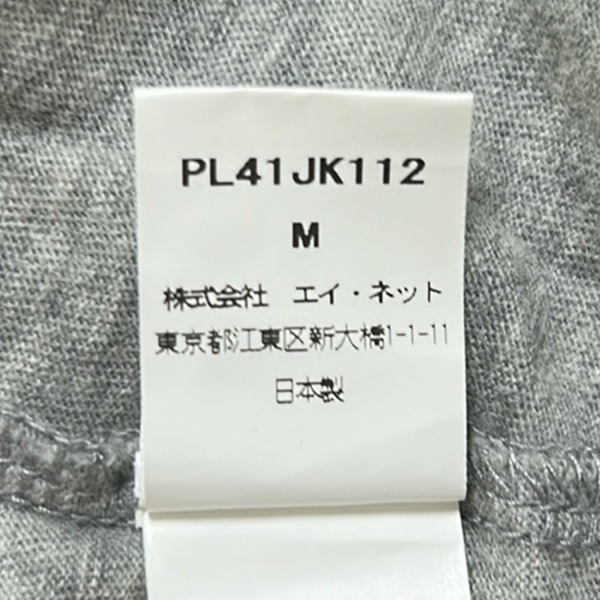 PL41JK112
M
株式会社 エイ・ネット
東京都江東区新大橋1-1-11
日本製